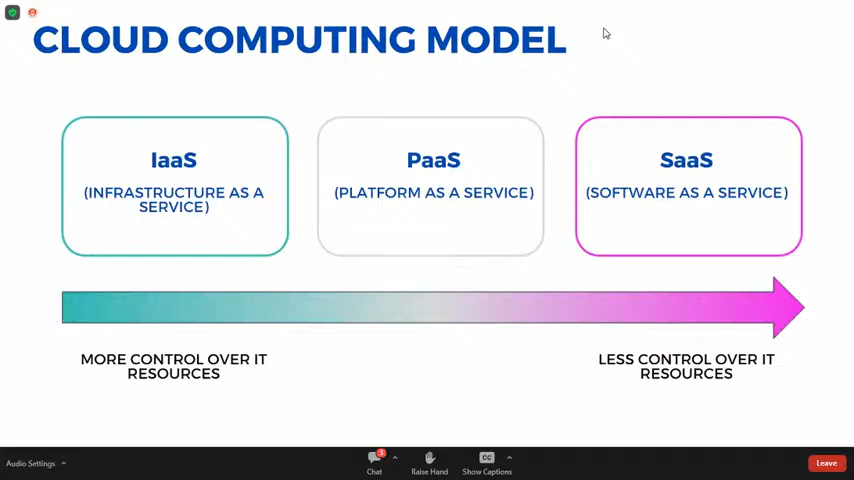 CLOUD COMPUTING MODEL
IaaS
(INFRASTRUCTURE AS A
SERVICE)
PaaS
(PLATFORM AS A SERVICE)
SaaS
(SOFTWARE AS A SERVICE)
MORE CONTROL OVER IT
RESOURCES
LESS CONTROL OVER IT
RESOURCES
Audio Settings
3
Chat
Raise Hand
CC
Show Captions
Leave